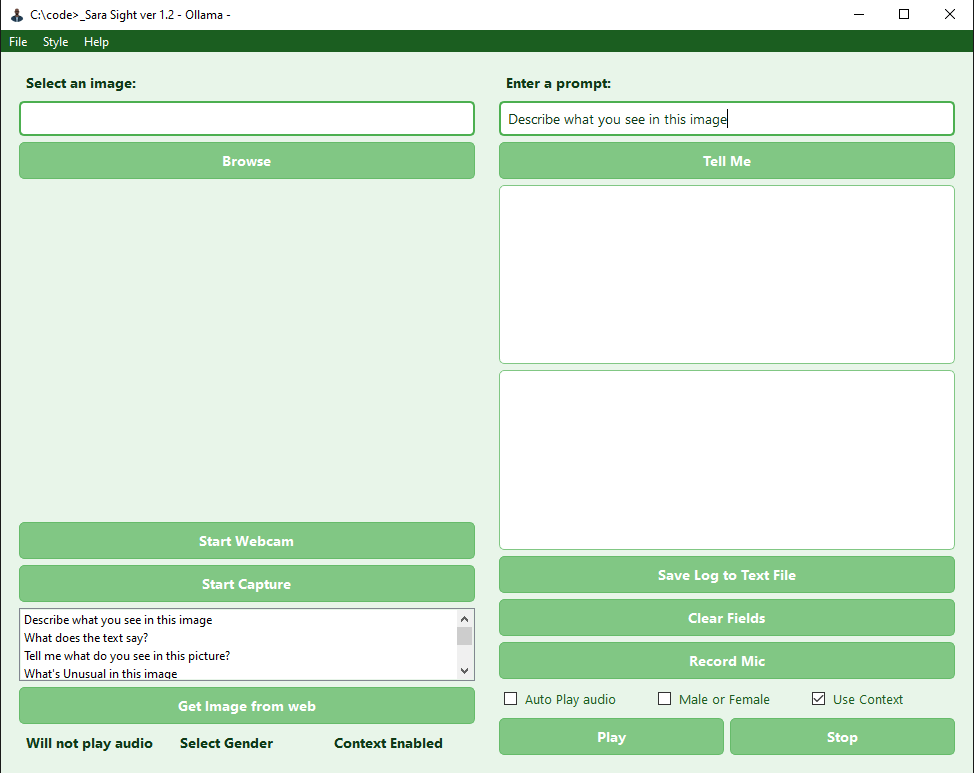 C:\code>_Sara Sight ver 1.2 - Ollama -
File Style Help
Select an image:
Browse
Start Webcam
Start Capture
Describe what you see in this image
What does the text say?
Tell me what do you see in this picture?
What's Unusual in this image
Get Image from web
Will not play audio Select Gender Context Enabled
Enter a prompt:
Describe what you see in this image
Tell Me
Save Log to Text File
Clear Fields
Record Mic
Auto Play audio Male or Female Use Context
Play Stop